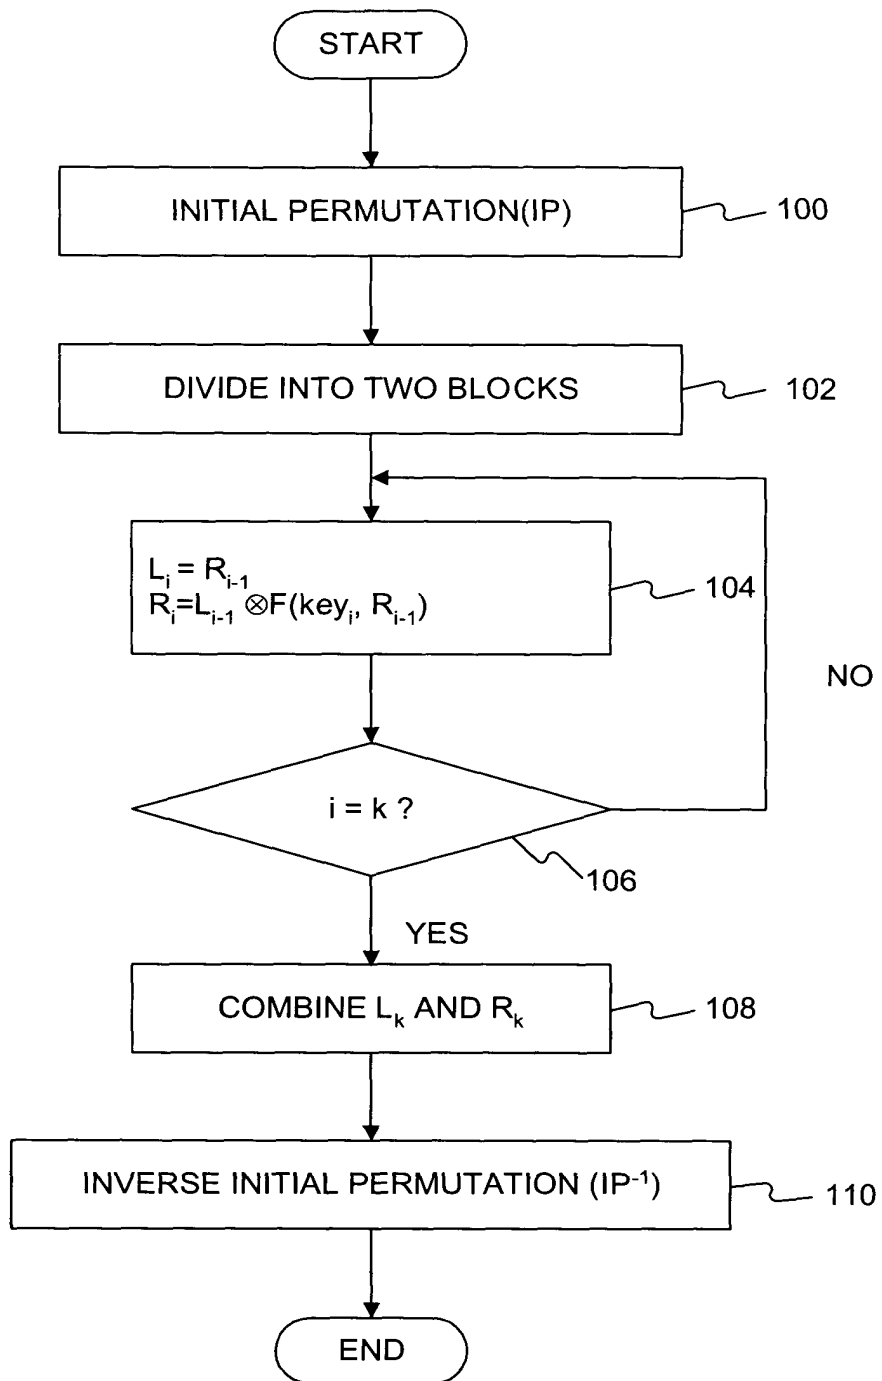 START
INITIAL PERMUTATION(IP)
100
DIVIDE INTO TWO BLOCKS
102
Lᵢ = Rᵢ₋₁
Rᵢ=Lᵢ₋₁ ⊗F(keyᵢ, Rᵢ₋₁)
104
NO
i = k ?
106
YES
COMBINE Lₖ AND Rₖ
108
INVERSE INITIAL PERMUTATION (IP⁻¹)
110
END